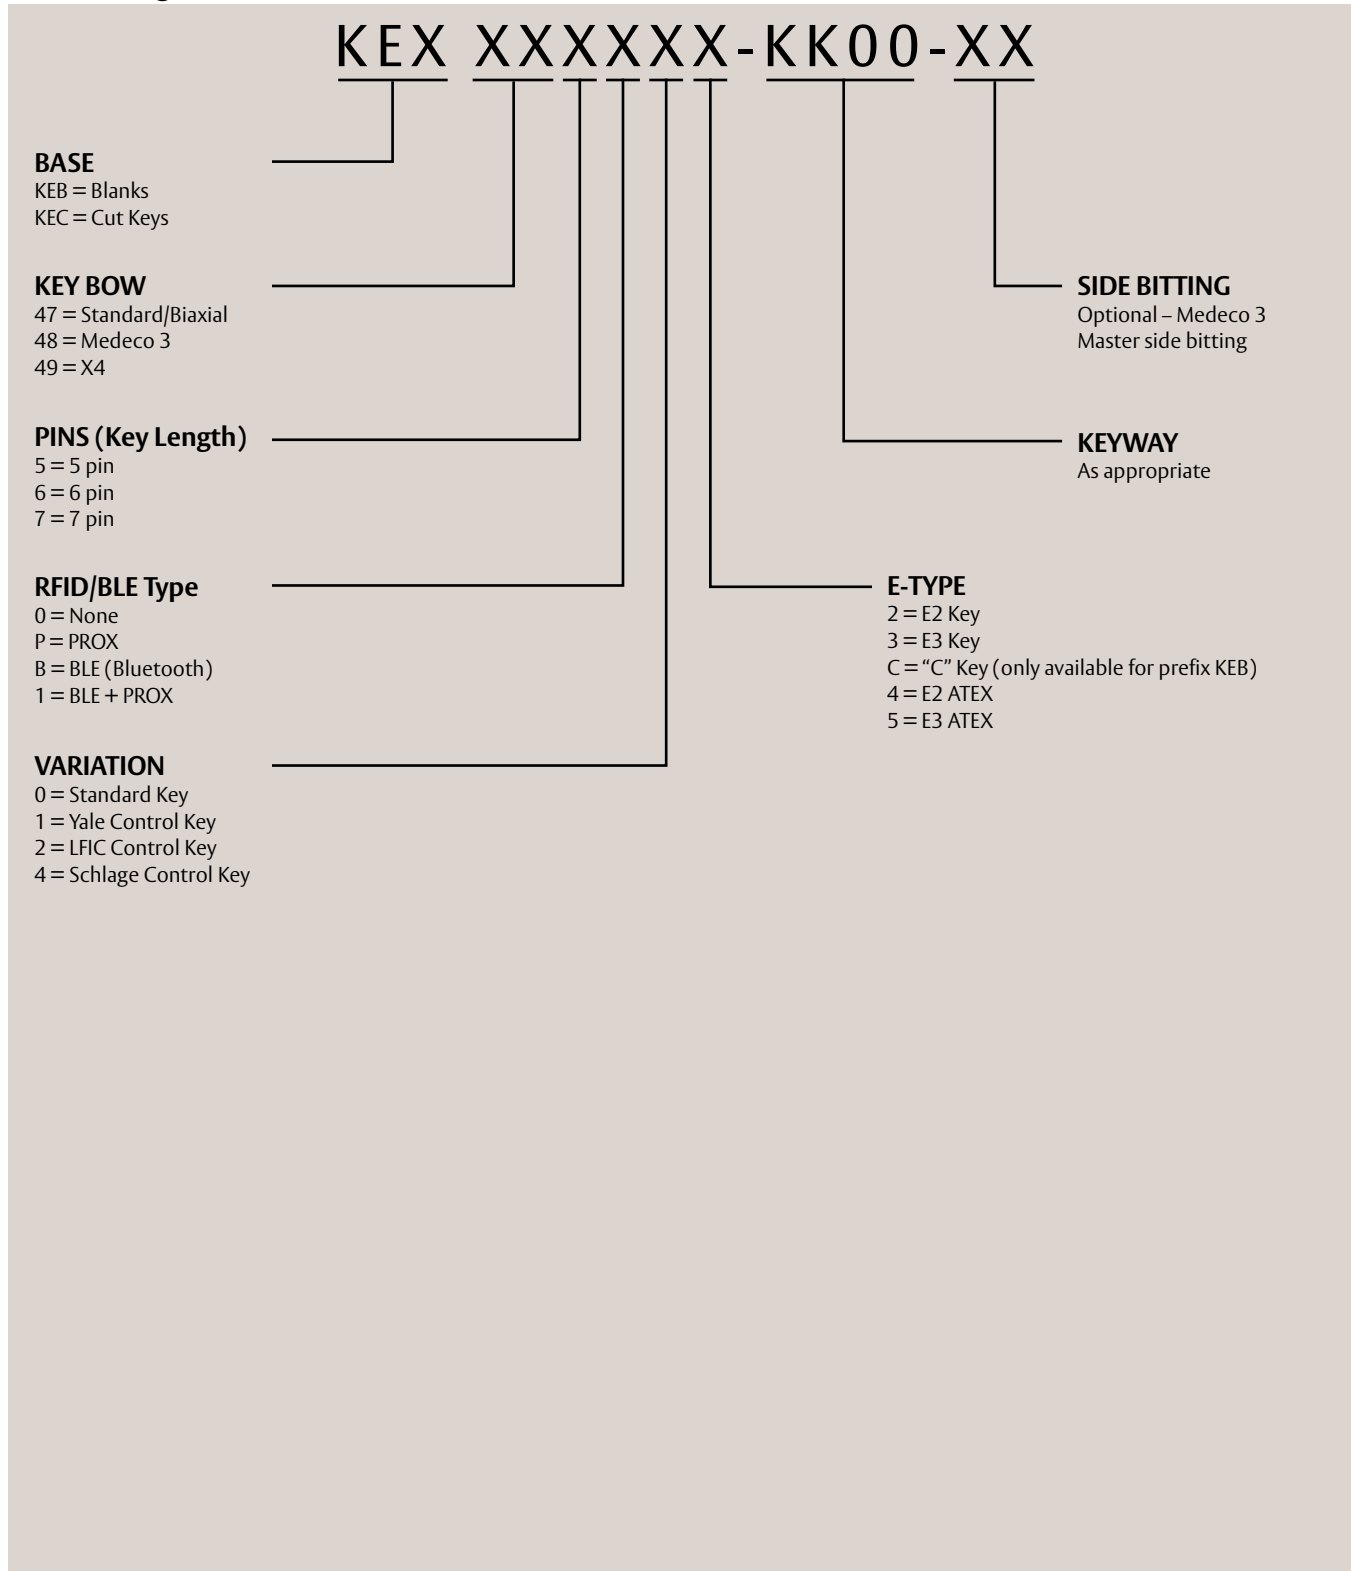 KEX XXXXXX-KK00-XX
BASE
KEB = Blanks
KEC = Cut Keys
KEY BOW
47 = Standard/Biaxial
48 = Medeco 3
49 = X4
PINS (Key Length)
5 = 5 pin
6 = 6 pin
7 = 7 pin
RFID/BLE Type
0 = None
P = PROX
B = BLE (Bluetooth)
1 = BLE + PROX
VARIATION
0 = Standard Key
1 = Yale Control Key
2 = LFIC Control Key
4 = Schlage Control Key
SIDE BITTING
Optional – Medeco 3
Master side bitting
KEYWAY
As appropriate
E-TYPE
2 = E2 Key
3 = E3 Key
C = “C” Key (only available for prefix KEB)
4 = E2 ATEX
5 = E3 ATEX